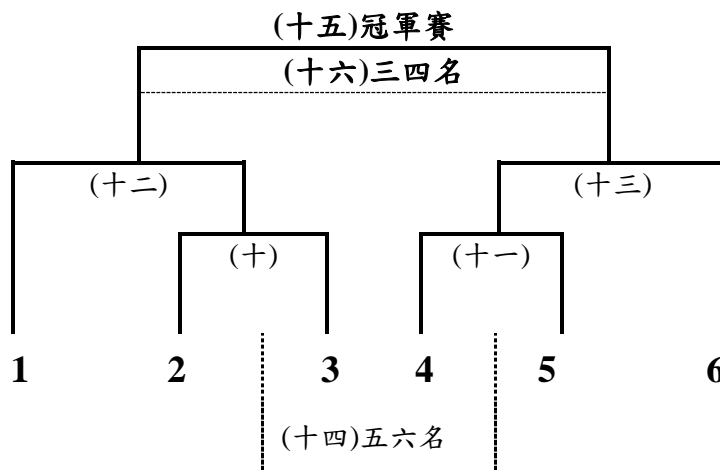 (十五)冠軍賽
(十六)三四名
(十二) (十三)
(十) (十一)
1 2 3 4 5 6
(十四)五六名